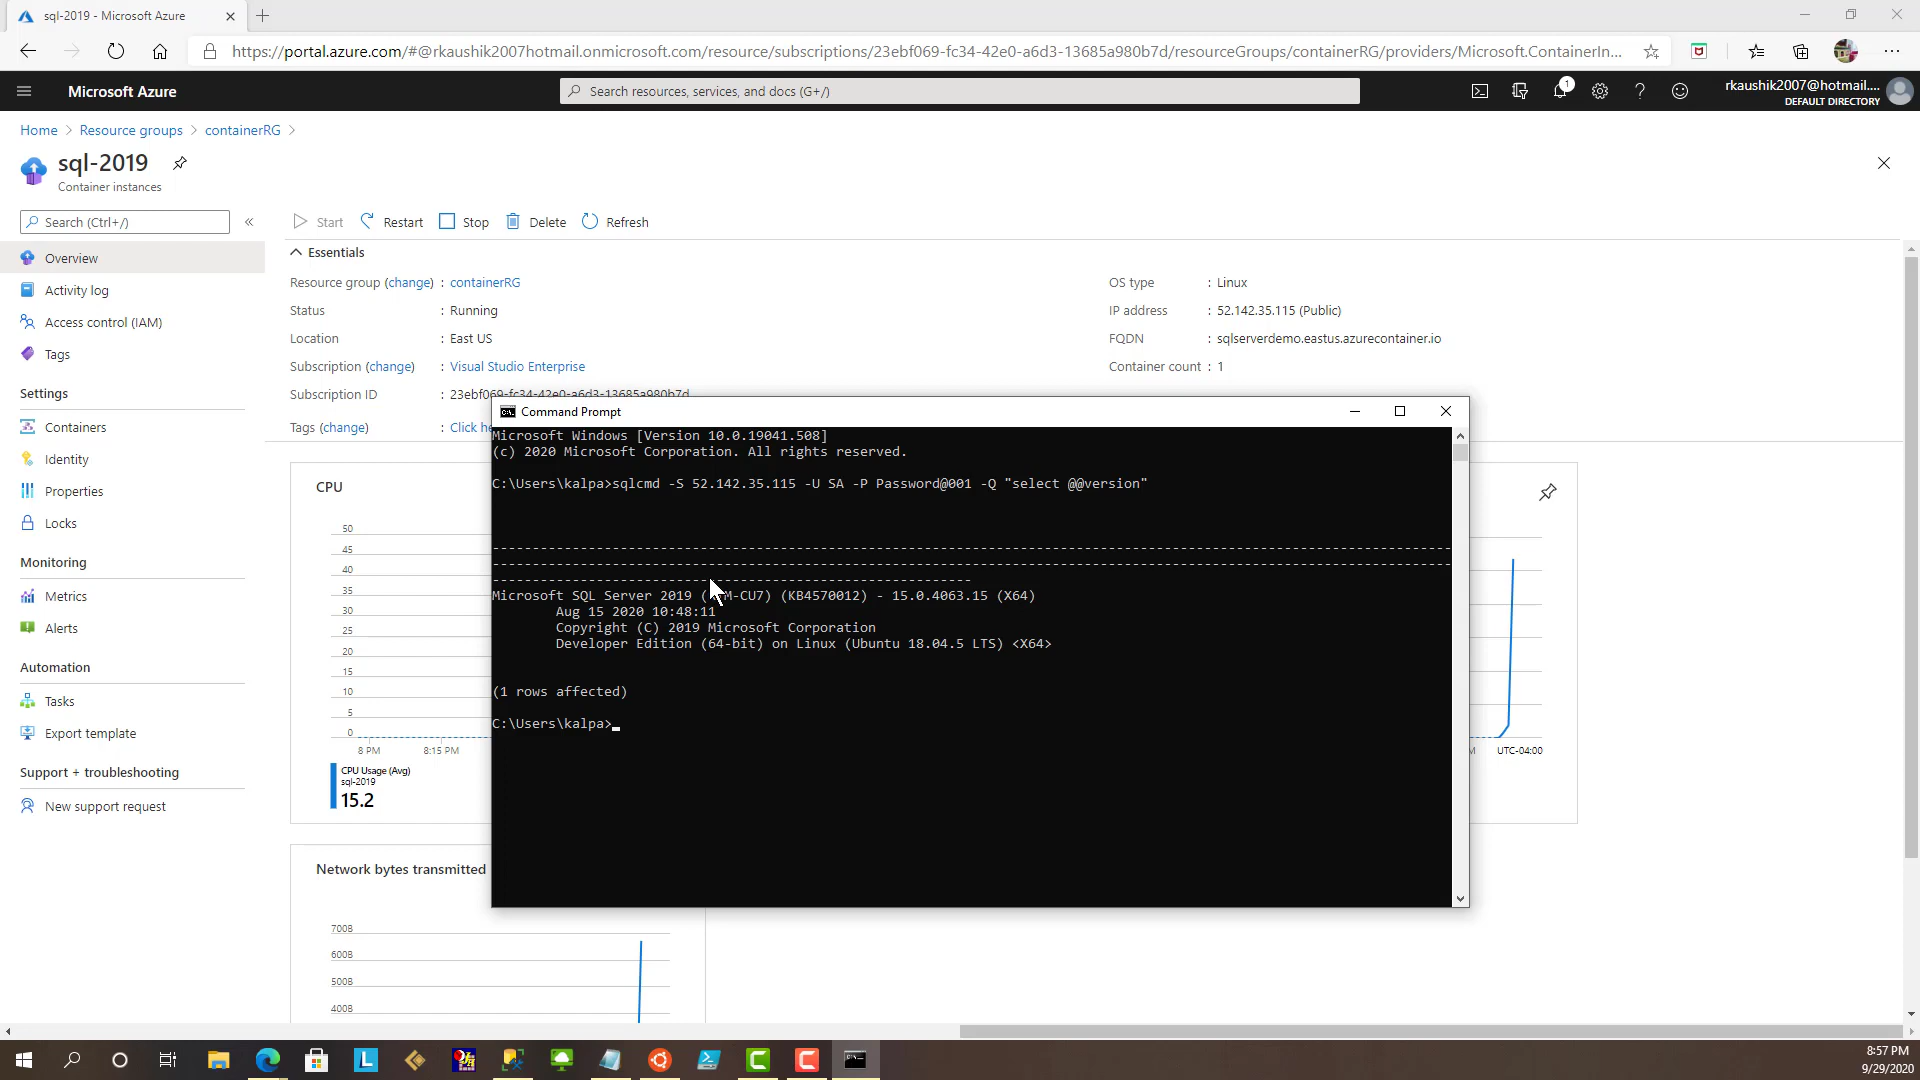 sql-2019 - Microsoft Azure
https://portal.azure.com/#@rkaushik2007hotmail.onmicrosoft.com/resource/subscriptions/23ebf069-fc34-42e0-a6d3-13685a980b7d/resourceGroups/containerRG/providers/Microsoft.ContainerIn...
Microsoft Azure
Search resources, services, and docs (G+/)
1
rkaushik2007@hotmail....
DEFAULT DIRECTORY
Home > Resource groups > containerRG >
sql-2019
Container instances
Search (Ctrl+/)
«
Start
Restart
Stop
Delete
Refresh
Overview
Activity log
Access control (IAM)
Tags
Settings
Containers
Identity
Properties
Locks
Monitoring
Metrics
Alerts
Automation
Tasks
Export template
Support + troubleshooting
New support request
Essentials
Resource group (change) : containerRG
Status : Running
Location : East US
Subscription (change) : Visual Studio Enterprise
Subscription ID : 23ebf069-fc34-42e0-a6d3-13685a980b7d
Tags (change) : Click he
OS type : Linux
IP address : 52.142.35.115 (Public)
FQDN : sqlserverdemo.eastus.azurecontainer.io
Container count : 1
CPU
50
45
40
35
30
25
20
15
10
5
0
8 PM 8:15 PM
CPU Usage (Avg)
sql-2019
15.2
M UTC-04:00
Network bytes transmitted
700B
600B
500B
400B
Command Prompt
Microsoft Windows [Version 10.0.19041.508]
(c) 2020 Microsoft Corporation. All rights reserved.
C:\Users\kalpa>sqlcmd -S 52.142.35.115 -U SA -P Password@001 -Q "select @@version"
Microsoft SQL Server 2019 ( M-CU7) (KB4570012) - 15.0.4063.15 (X64)
Aug 15 2020 10:48:11
Copyright (C) 2019 Microsoft Corporation
Developer Edition (64-bit) on Linux (Ubuntu 18.04.5 LTS) <X64>
(1 rows affected)
C:\Users\kalpa>_
8:57 PM
9/29/2020